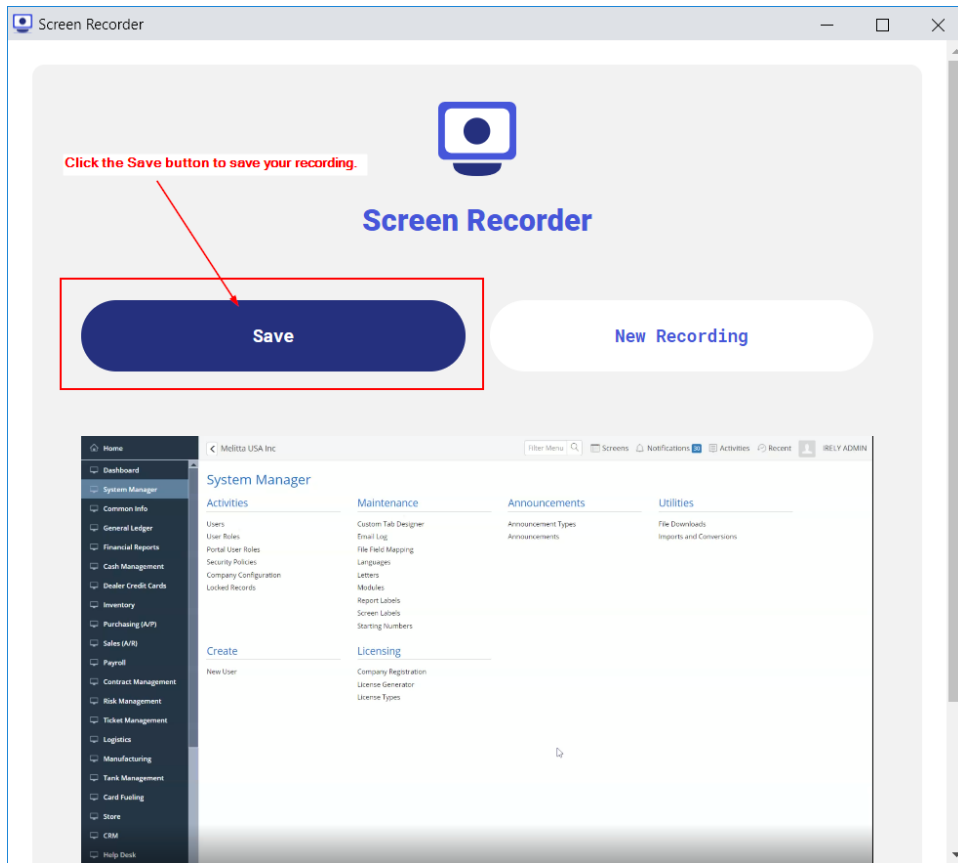 Screen Recorder
Click the Save button to save your recording.
Screen Recorder
Save
New Recording
Home
Melitta USA Inc
Filter Menu
Screens
Notifications
Activities
Recent
IRELY ADMIN
Dashboard
System Manager
Common Info
General Ledger
Financial Reports
Cash Management
Dealer Credit Cards
Inventory
Purchasing (A/P)
Sales (A/R)
Payroll
Contract Management
Risk Management
Ticket Management
Logistics
Manufacturing
Tank Management
Card Fueling
Store
CRM
Help Desk
System Manager
Activities
Users
User Roles
Portal User Roles
Security Policies
Company Configuration
Locked Records
Maintenance
Custom Tab Designer
Email Log
File Field Mapping
Languages
Letters
Modules
Report Labels
Screen Labels
Starting Numbers
Announcements
Announcement Types
Announcements
Utilities
File Downloads
Imports and Conversions
Create
New User
Licensing
Company Registration
License Generator
License Types